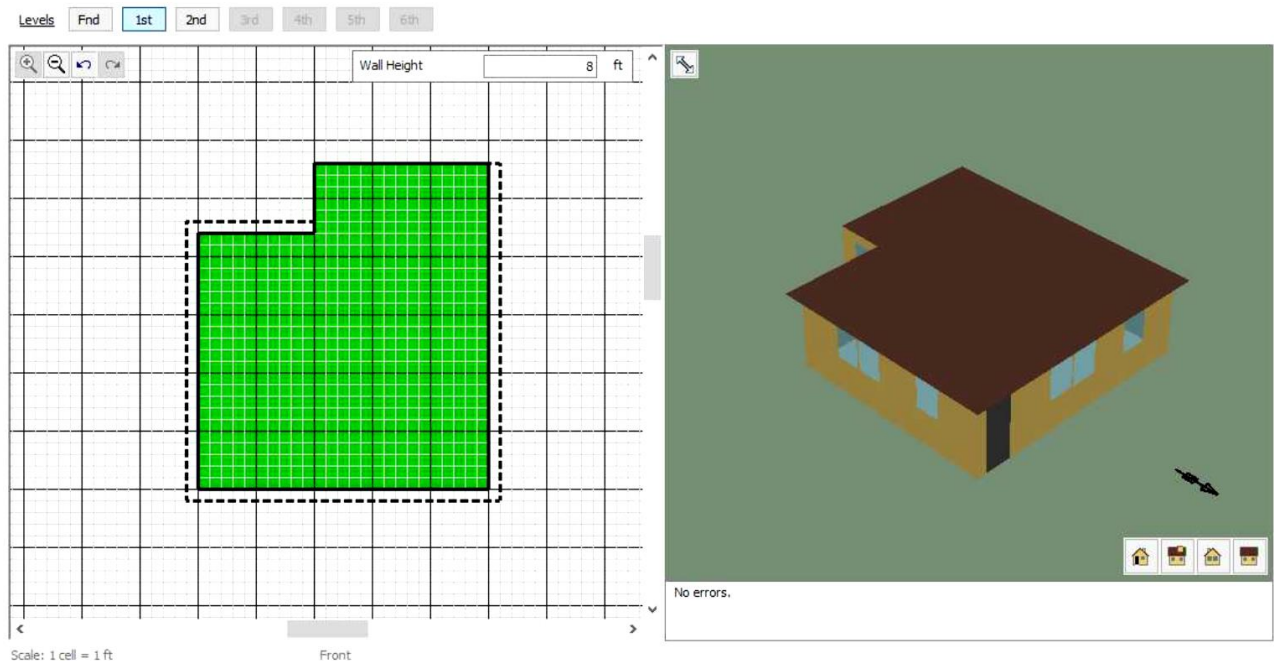 Levels Fnd 1st 2nd 3rd 4th 5th 6th
Wall Height 8 ft
No errors.
Scale: 1 cell = 1 ft Front